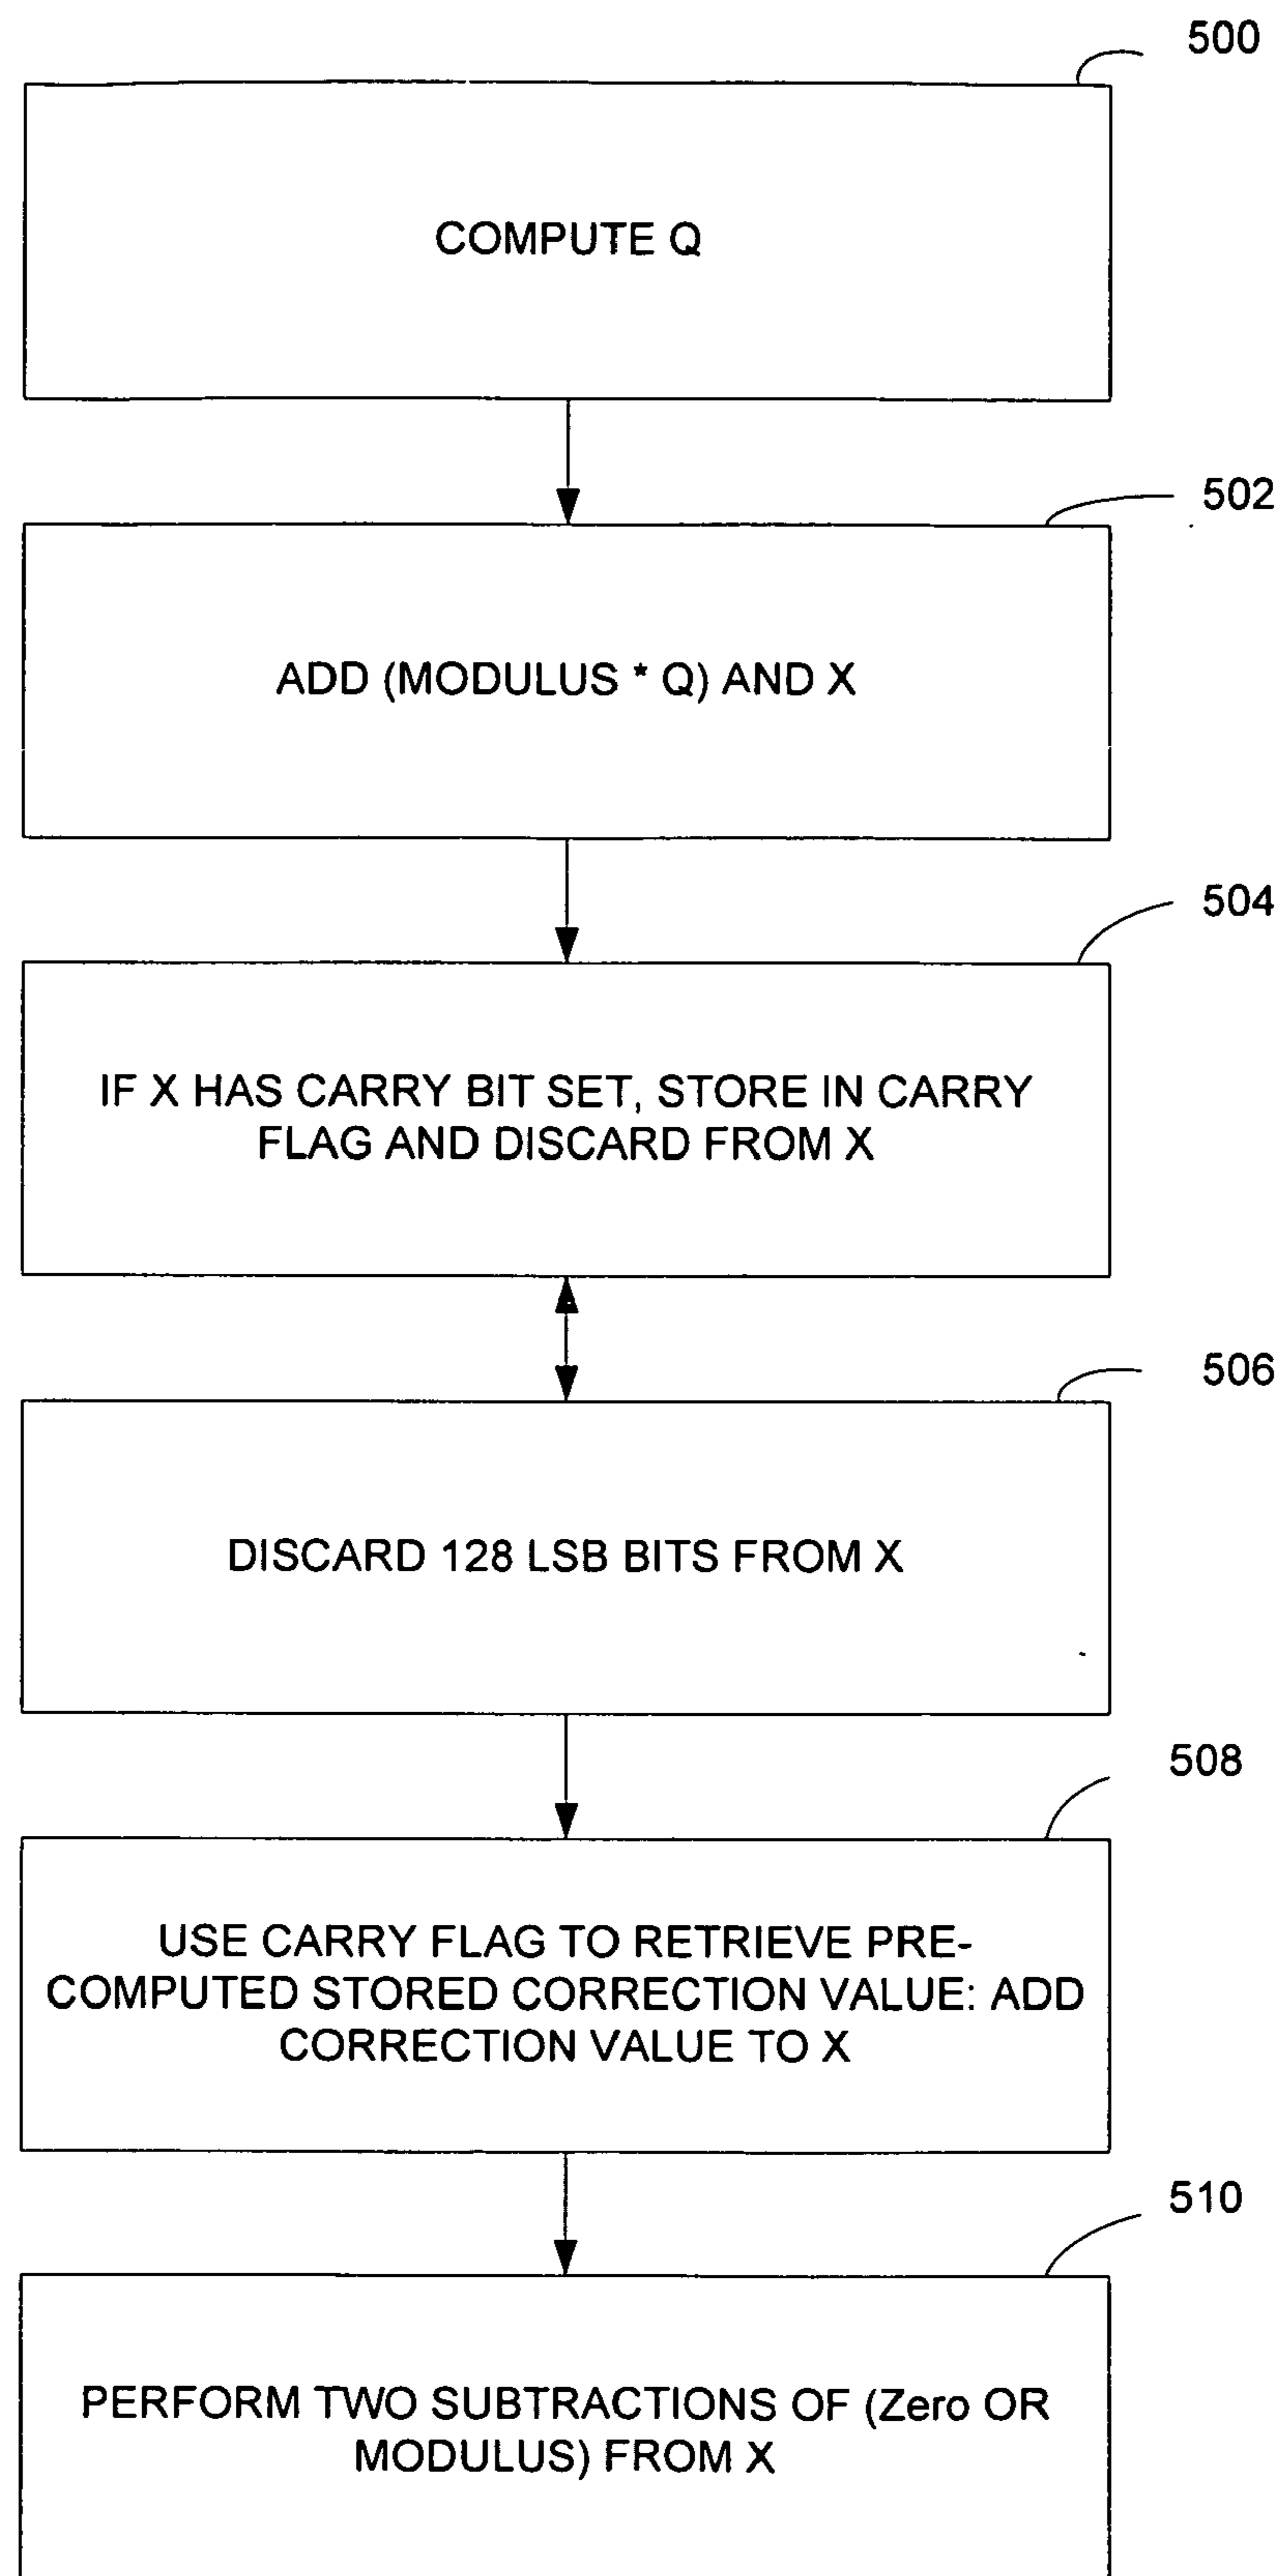 500
COMPUTE Q
502
ADD (MODULUS * Q) AND X
504
IF X HAS CARRY BIT SET, STORE IN CARRY
FLAG AND DISCARD FROM X
506
DISCARD 128 LSB BITS FROM X
508
USE CARRY FLAG TO RETRIEVE PRE-
COMPUTED STORED CORRECTION VALUE: ADD
CORRECTION VALUE TO X
510
PERFORM TWO SUBTRACTIONS OF (Zero OR
MODULUS) FROM X